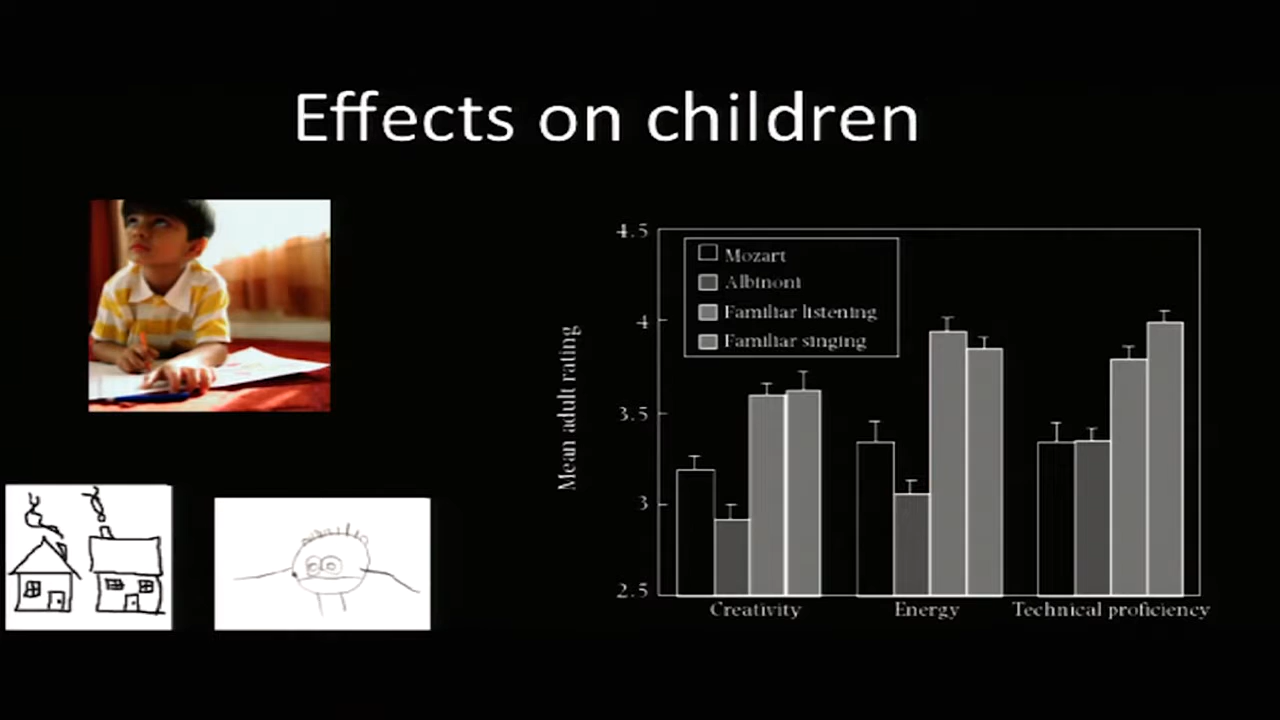 Effects on children
4.5
4
3.5
3
2.5
Mean adult rating
Mozart
Albinoni
Familiar listening
Familiar singing
Creativity
Energy
Technical proficiency